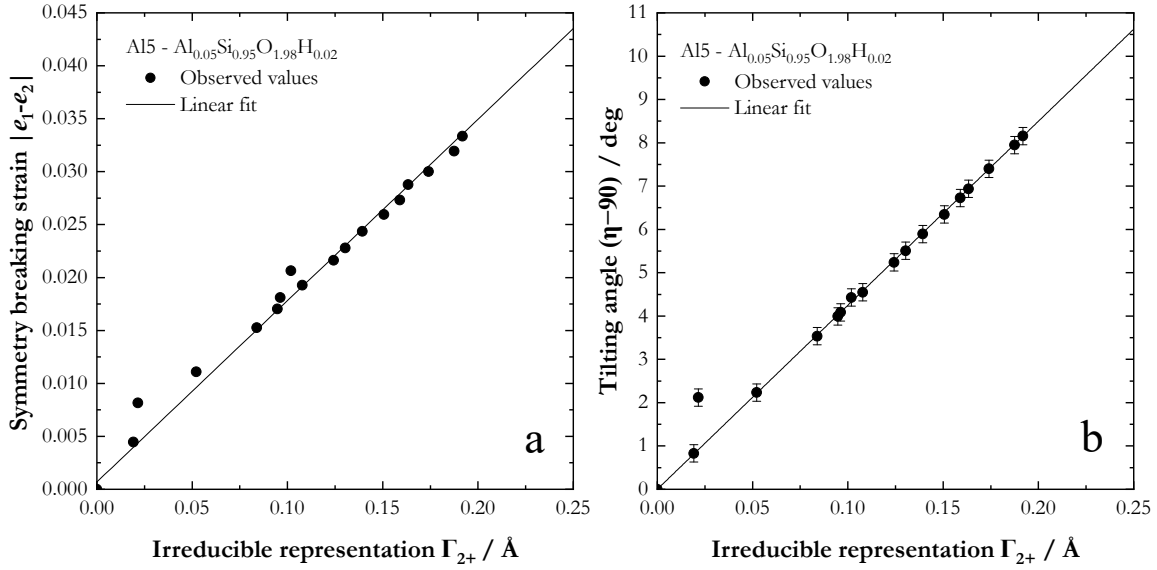 0.045
0.040
0.035
0.030
0.025
0.020
0.015
0.010
0.005
0.000
Symmetry breaking strain |e₁-e₂|
Al5 - Al₀.₀₅Si₀.₉₅O₁.₉₈H₀.₀₂
Observed values
Linear fit
a
0.00 0.05 0.10 0.15 0.20 0.25
Irreducible representation Γ₂₊ / Å
11
10
9
8
7
6
5
4
3
2
1
0
Tilting angle (η−90) / deg
Al5 - Al₀.₀₅Si₀.₉₅O₁.₉₈H₀.₀₂
Observed values
Linear fit
b
0.00 0.05 0.10 0.15 0.20 0.25
Irreducible representation Γ₂₊ / Å